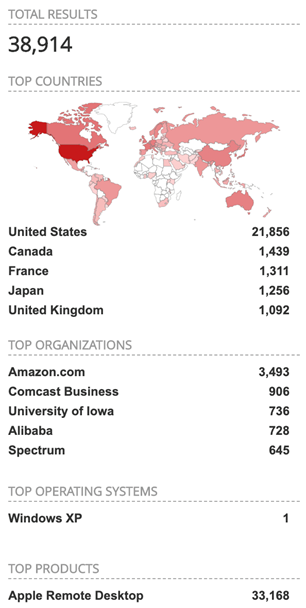 TOTAL RESULTS
38,914
TOP COUNTRIES
United States 21,856
Canada 1,439
France 1,311
Japan 1,256
United Kingdom 1,092
TOP ORGANIZATIONS
Amazon.com 3,493
Comcast Business 906
University of Iowa 736
Alibaba 728
Spectrum 645
TOP OPERATING SYSTEMS
Windows XP 1
TOP PRODUCTS
Apple Remote Desktop 33,168